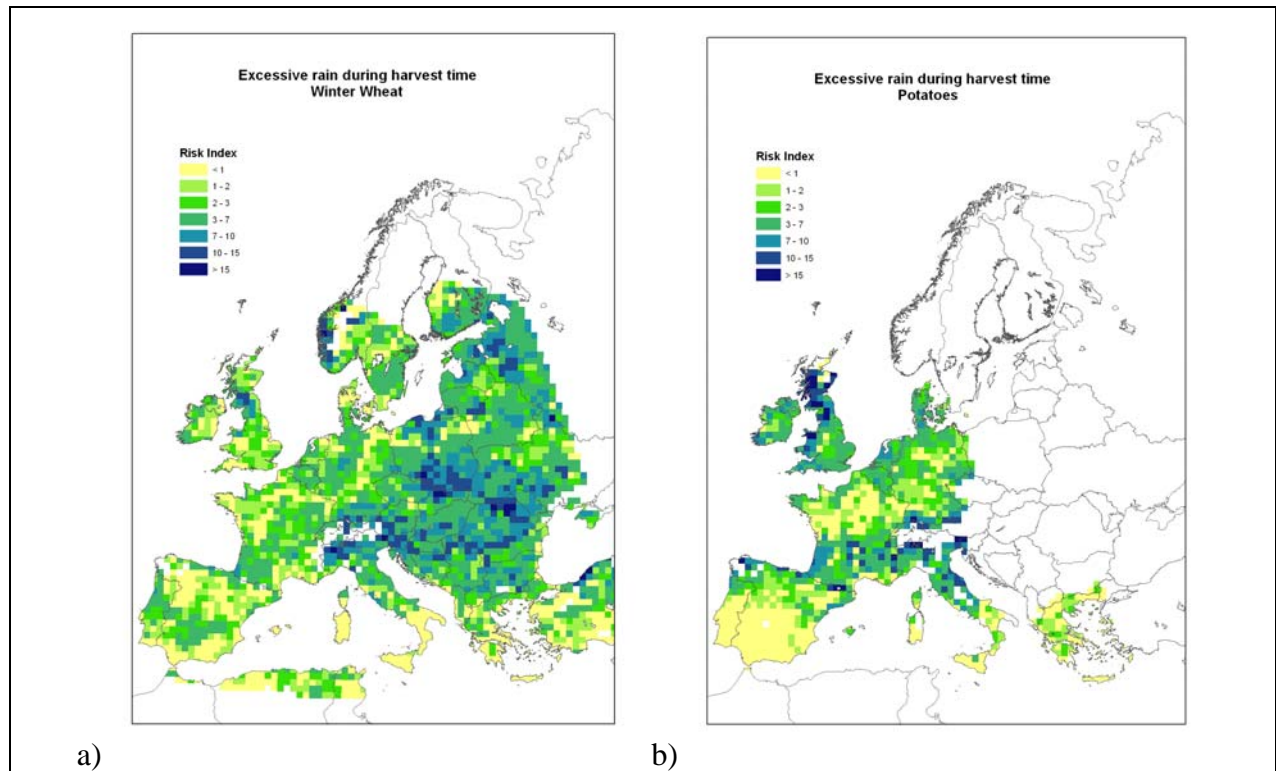 Excessive rain during harvest time
Winter Wheat
Risk Index
< 1
1 - 2
2 - 3
3 - 7
7 - 10
10 - 15
> 15
a)
Excessive rain during harvest time
Potatoes
Risk Index
< 1
1 - 2
2 - 3
3 - 7
7 - 10
10 - 15
> 15
b)